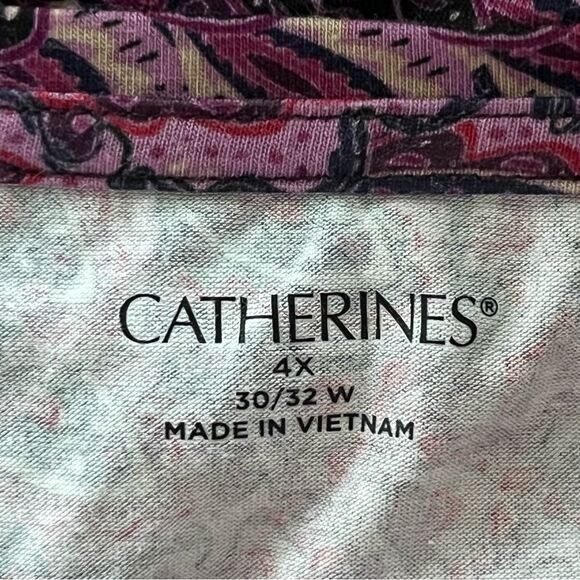 CATHERINES®
4X
30/32 W
MADE IN VIETNAM